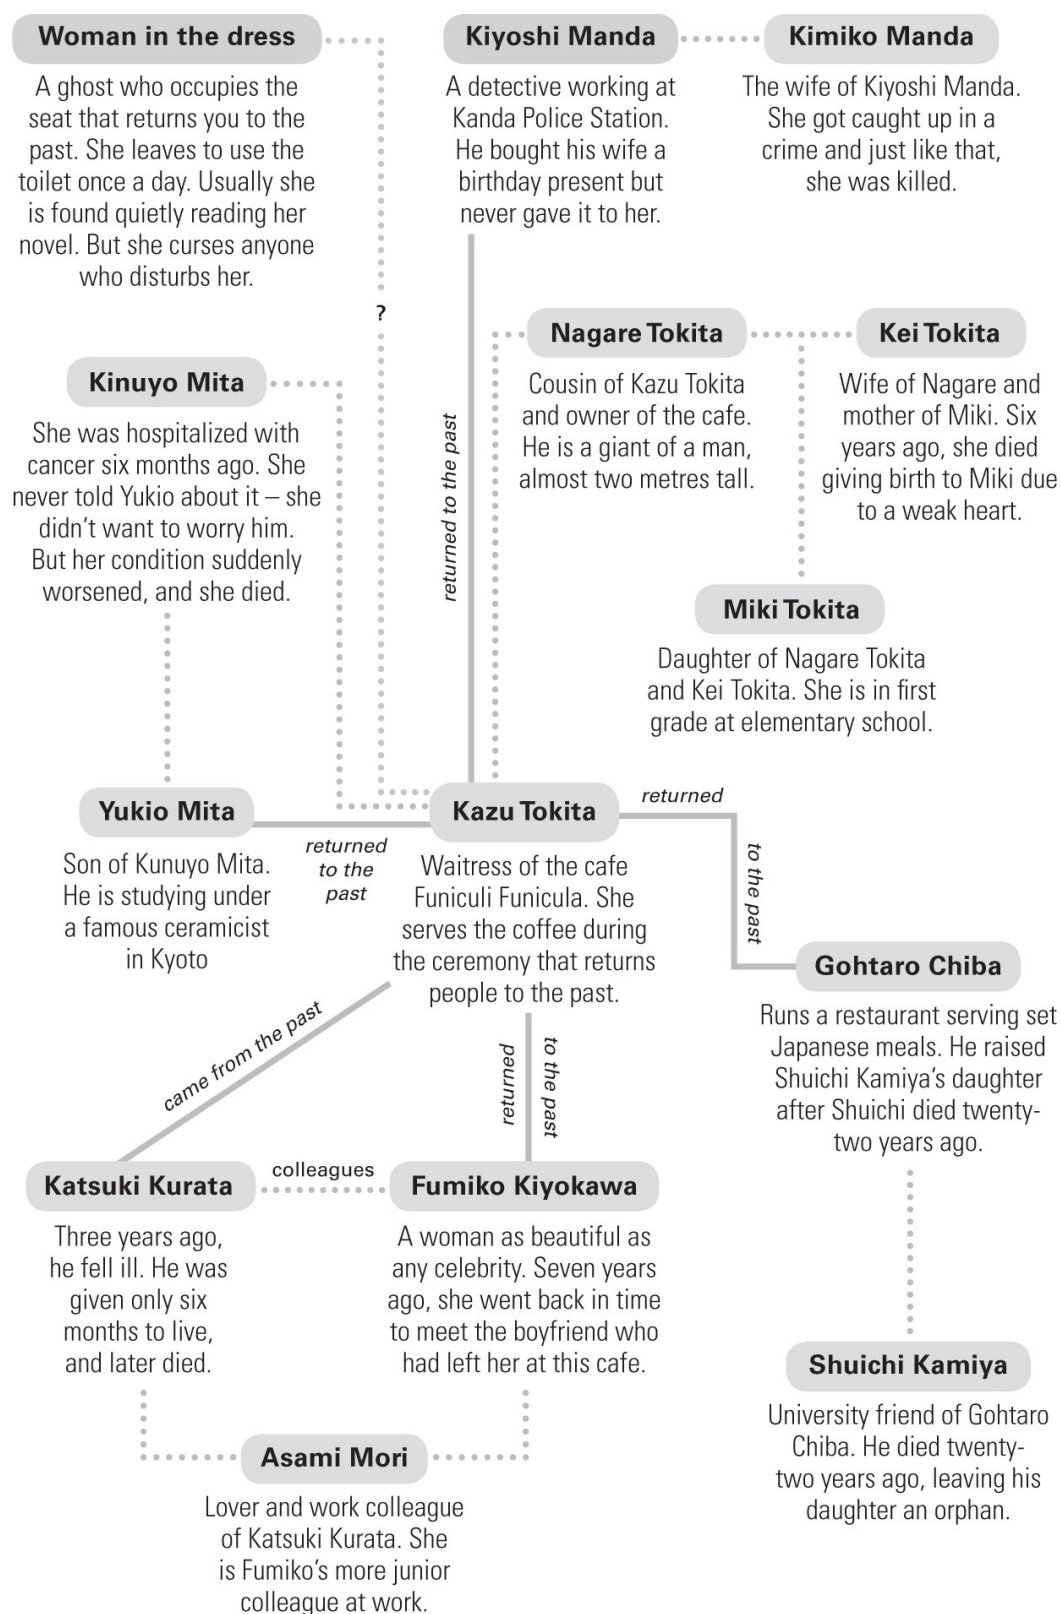 Woman in the dress
A ghost who occupies the
seat that returns you to the
past. She leaves to use the
toilet once a day. Usually she
is found quietly reading her
novel. But she curses anyone
who disturbs her.
?
Kiyoshi Manda
A detective working at
Kanda Police Station.
He bought his wife a
birthday present but
never gave it to her.
Kimiko Manda
The wife of Kiyoshi Manda.
She got caught up in a
crime and just like that,
she was killed.
returned to the past
Kinuyo Mita
She was hospitalized with
cancer six months ago. She
never told Yukio about it – she
didn’t want to worry him.
But her condition suddenly
worsened, and she died.
Nagare Tokita
Cousin of Kazu Tokita
and owner of the cafe.
He is a giant of a man,
almost two metres tall.
Kei Tokita
Wife of Nagare and
mother of Miki. Six
years ago, she died
giving birth to Miki due
to a weak heart.
Miki Tokita
Daughter of Nagare Tokita
and Kei Tokita. She is in first
grade at elementary school.
Yukio Mita
Son of Kunuyo Mita.
He is studying under
a famous ceramicist
in Kyoto
returned
to the
past
Kazu Tokita
Waitress of the cafe
Funiculi Funicula. She
serves the coffee during
the ceremony that returns
people to the past.
returned
to the past
Gohtaro Chiba
Runs a restaurant serving set
Japanese meals. He raised
Shuichi Kamiya’s daughter
after Shuichi died twenty-
two years ago.
came from the past
returned
to the past
Katsuki Kurata
Three years ago,
he fell ill. He was
given only six
months to live,
and later died.
colleagues
Fumiko Kiyokawa
A woman as beautiful as
any celebrity. Seven years
ago, she went back in time
to meet the boyfriend who
had left her at this cafe.
Shuichi Kamiya
University friend of Gohtaro
Chiba. He died twenty-
two years ago, leaving his
daughter an orphan.
Asami Mori
Lover and work colleague
of Katsuki Kurata. She
is Fumiko’s more junior
colleague at work.